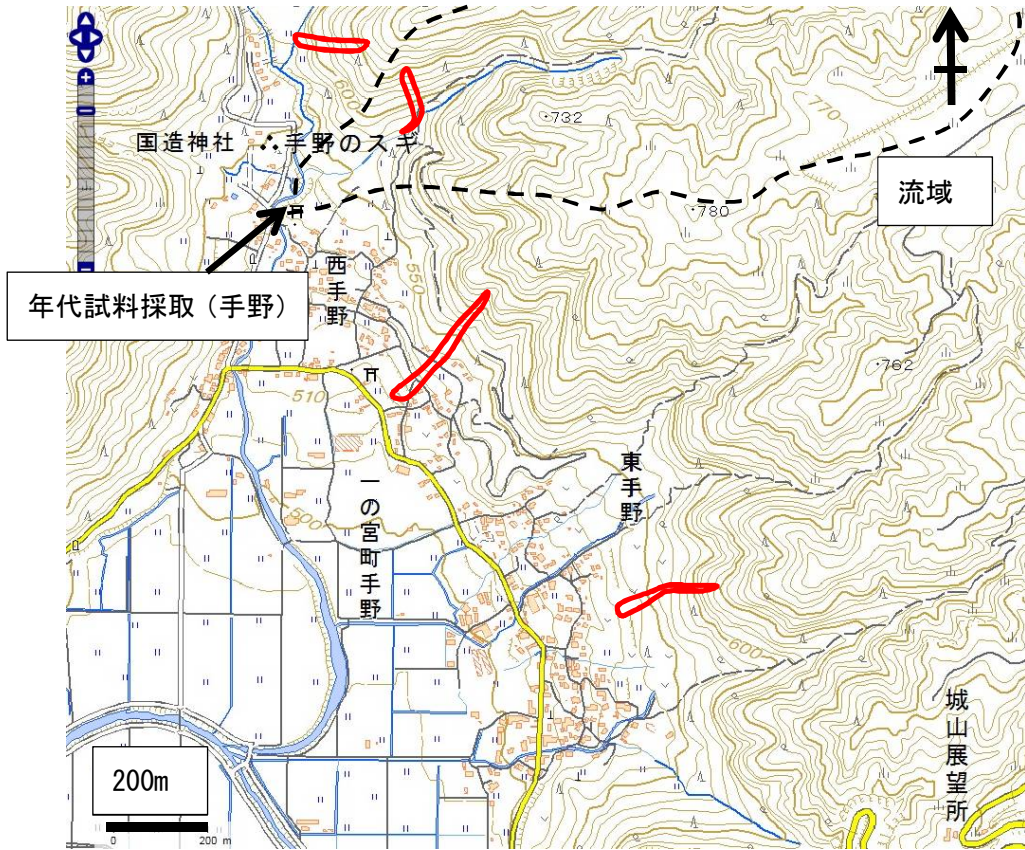 600
770
・732
国造神社 ∴手野のスギ
流域
・780
年代試料採取（手野）
西手野
550
・762
510
東手野
一の宮町手野
500
600
城山展望所
200m
0 200 m